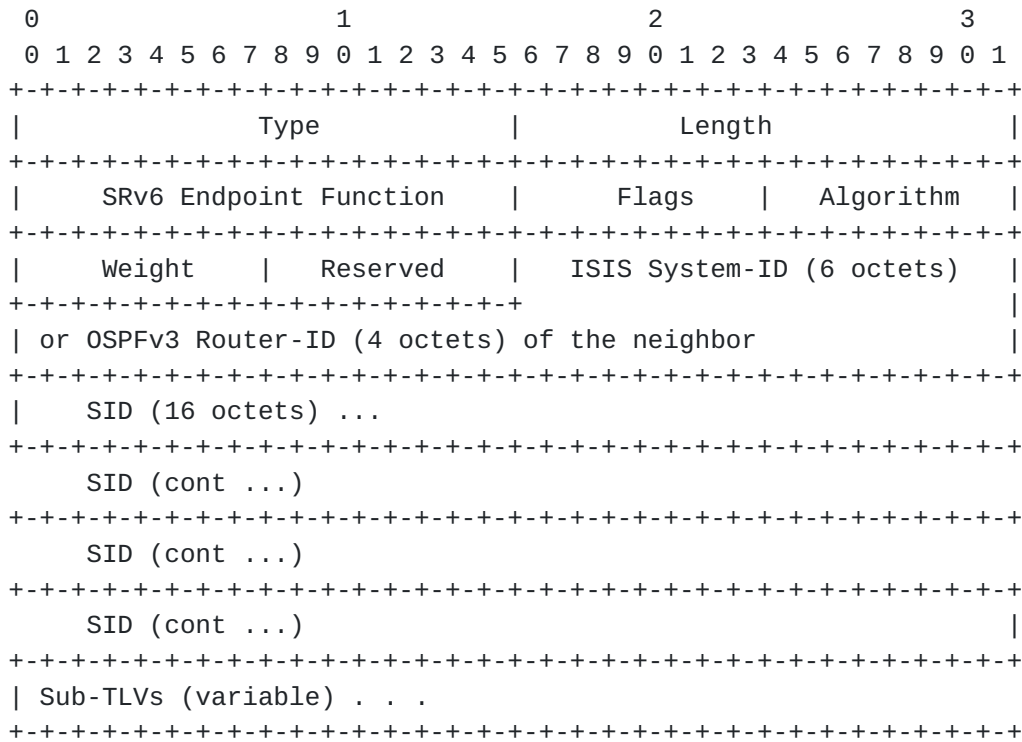 0                   1                   2                   3
 0 1 2 3 4 5 6 7 8 9 0 1 2 3 4 5 6 7 8 9 0 1 2 3 4 5 6 7 8 9 0 1
+-+-+-+-+-+-+-+-+-+-+-+-+-+-+-+-+-+-+-+-+-+-+-+-+-+-+-+-+-+-+-+-+
|               Type            |          Length               |
+-+-+-+-+-+-+-+-+-+-+-+-+-+-+-+-+-+-+-+-+-+-+-+-+-+-+-+-+-+-+-+-+
|     SRv6 Endpoint Function    |      Flags    |   Algorithm   |
+-+-+-+-+-+-+-+-+-+-+-+-+-+-+-+-+-+-+-+-+-+-+-+-+-+-+-+-+-+-+-+-+
|     Weight    |   Reserved    |   ISIS System-ID (6 octets)   |
+-+-+-+-+-+-+-+-+-+-+-+-+-+-+-+-+                               |
| or OSPFv3 Router-ID (4 octets) of the neighbor                |
+-+-+-+-+-+-+-+-+-+-+-+-+-+-+-+-+-+-+-+-+-+-+-+-+-+-+-+-+-+-+-+-+
|    SID (16 octets) ...
+-+-+-+-+-+-+-+-+-+-+-+-+-+-+-+-+-+-+-+-+-+-+-+-+-+-+-+-+-+-+-+-+
     SID (cont ...)
+-+-+-+-+-+-+-+-+-+-+-+-+-+-+-+-+-+-+-+-+-+-+-+-+-+-+-+-+-+-+-+-+
     SID (cont ...)
+-+-+-+-+-+-+-+-+-+-+-+-+-+-+-+-+-+-+-+-+-+-+-+-+-+-+-+-+-+-+-+-+
     SID (cont ...)                                             |
+-+-+-+-+-+-+-+-+-+-+-+-+-+-+-+-+-+-+-+-+-+-+-+-+-+-+-+-+-+-+-+-+
| Sub-TLVs (variable) . . .
+-+-+-+-+-+-+-+-+-+-+-+-+-+-+-+-+-+-+-+-+-+-+-+-+-+-+-+-+-+-+-+-+